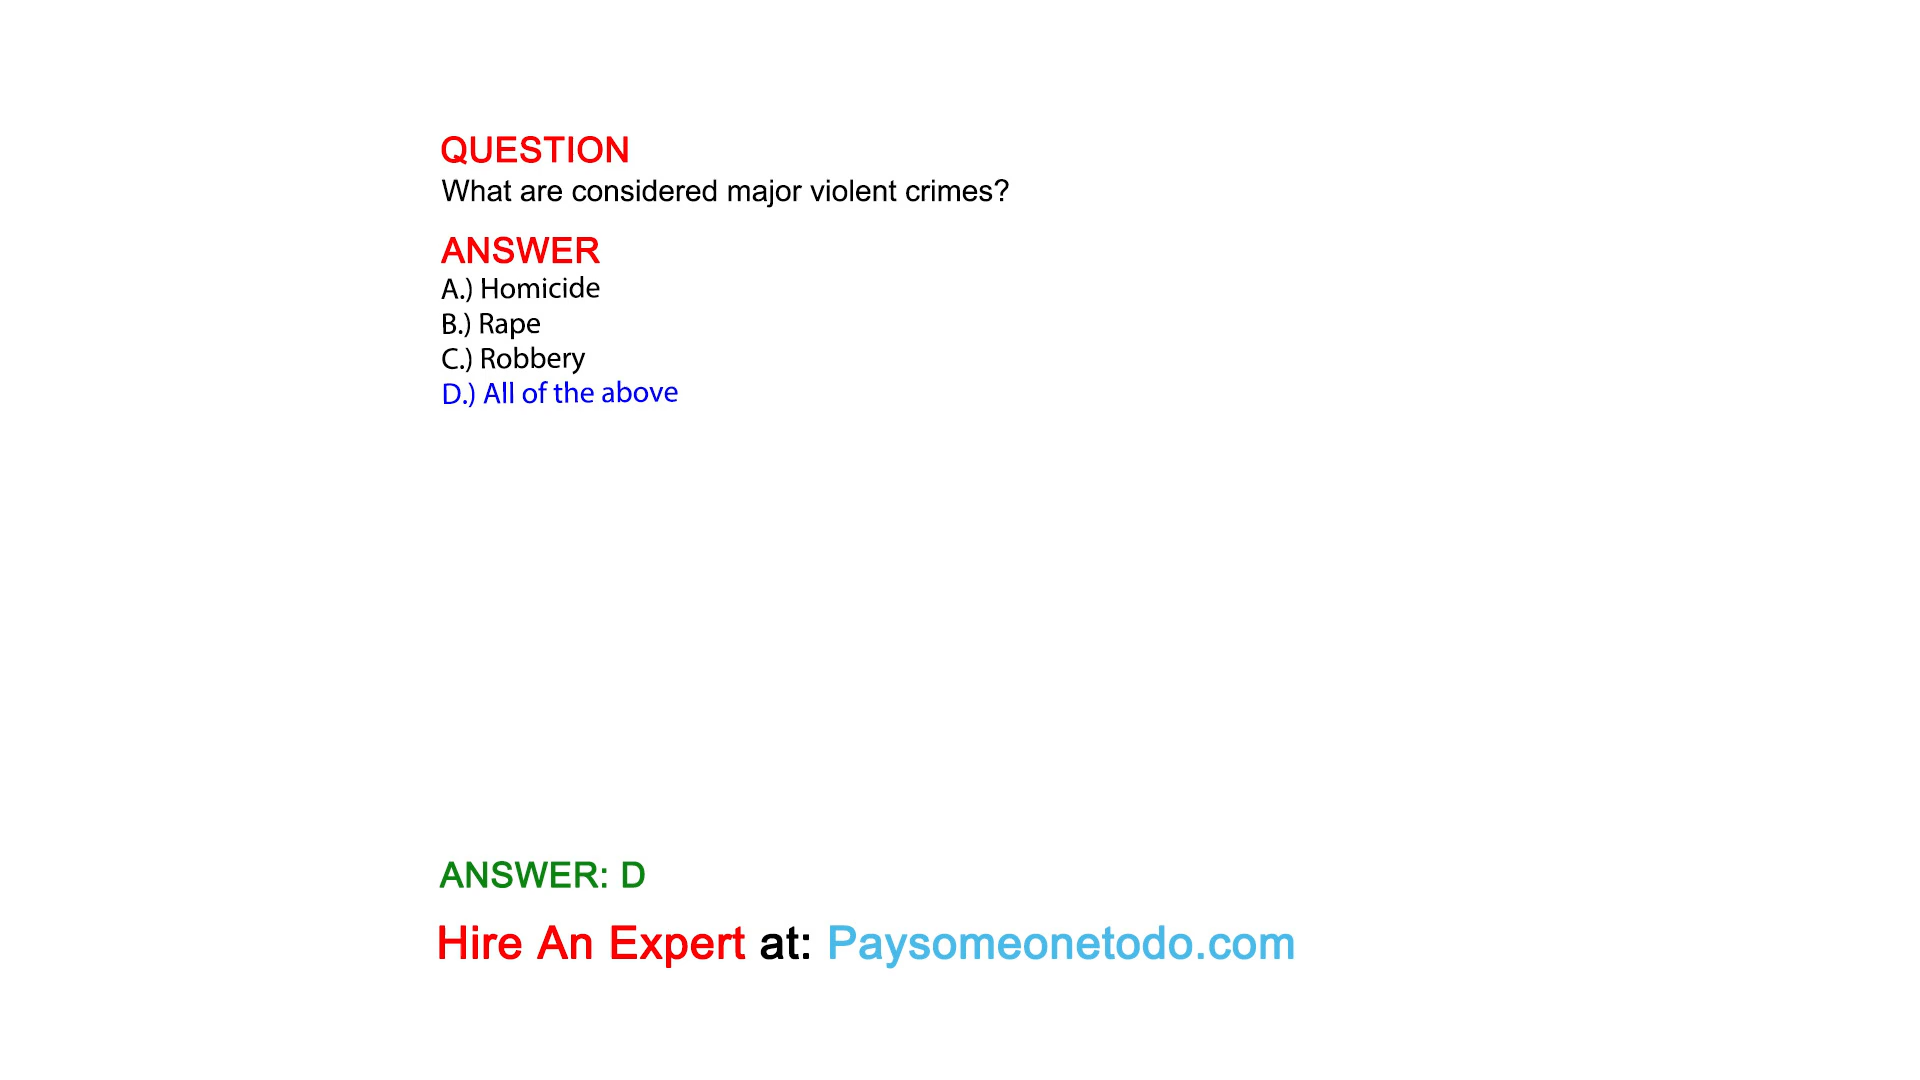 QUESTION
What are considered major violent crimes?
ANSWER
A.) Homicide
B.) Rape
C.) Robbery
D.) All of the above
ANSWER: D
Hire An Expert at: Paysomeonetodo.com